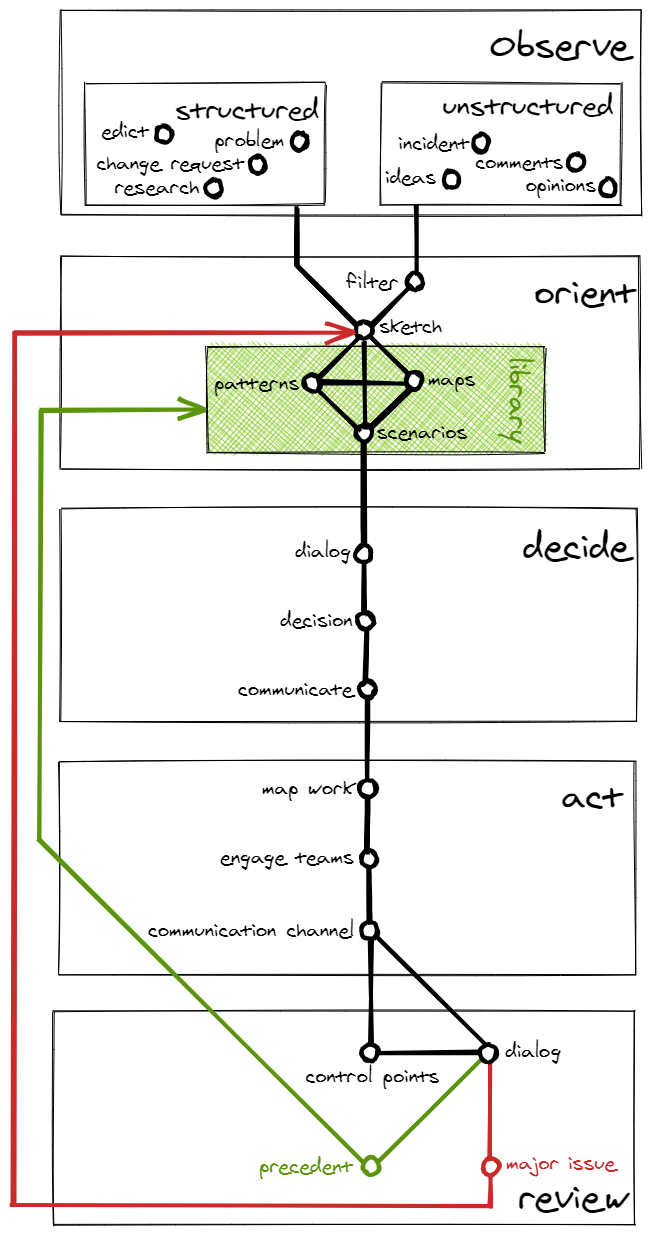 Observe
structured
edict
problem
change request
research
unstructured
incident
comments
ideas
opinions
orient
filter
sketch
library
patterns
maps
scenarios
decide
dialog
decision
communicate
act
map work
engage teams
communication channel
dialog
control points
precedent
major issue
review